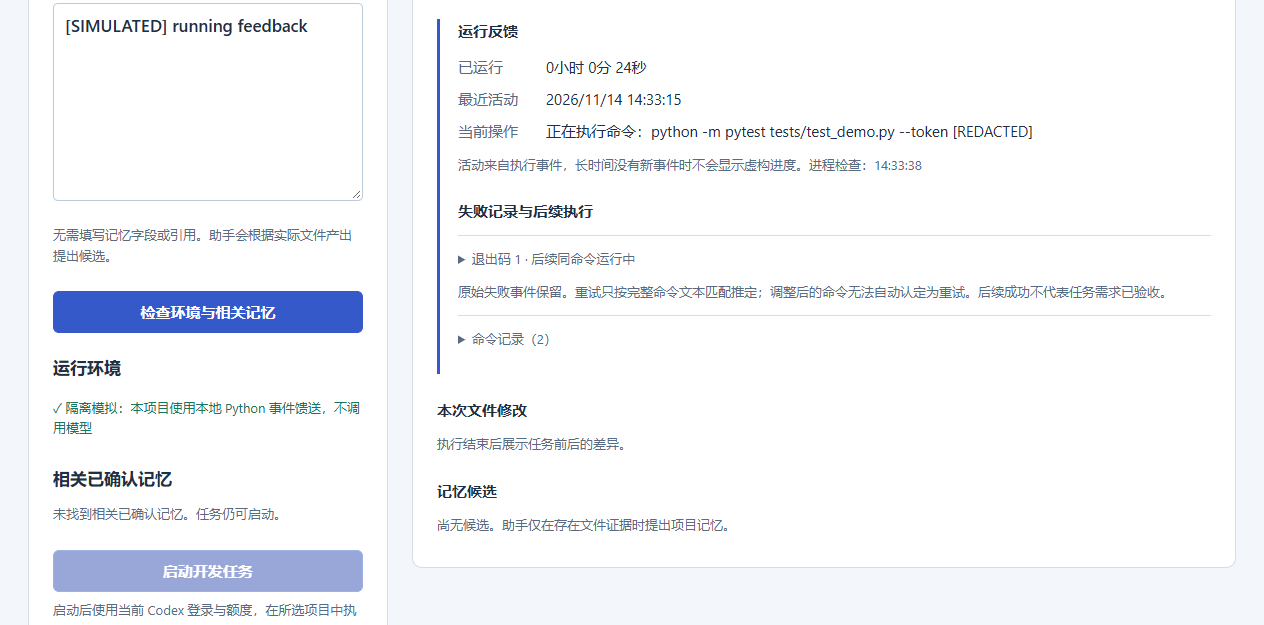 [SIMULATED] running feedback
无需填写记忆字段或引用。助手会根据实际文件产出
提出候选。
检查环境与相关记忆
运行环境
✓ 隔离模拟：本项目使用本地 Python 事件馈送，不调
用模型
相关已确认记忆
未找到相关已确认记忆。任务仍可启动。
启动开发任务
启动后使用当前 Codex 登录与额度，在所选项目中执
运行反馈
已运行 0小时 0分 24秒
最近活动 2026/11/14 14:33:15
当前操作 正在执行命令：python -m pytest tests/test_demo.py --token [REDACTED]
活动来自执行事件，长时间没有新事件时不会显示虚构进度。进程检查：14:33:38
失败记录与后续执行
▶ 退出码 1 · 后续同命令运行中
原始失败事件保留。重试只按完整命令文本匹配推定；调整后的命令无法自动认定为重试。后续成功不代表任务需求已验收。
▶ 命令记录（2）
本次文件修改
执行结束后展示任务前后的差异。
记忆候选
尚无候选。助手仅在存在文件证据时提出项目记忆。